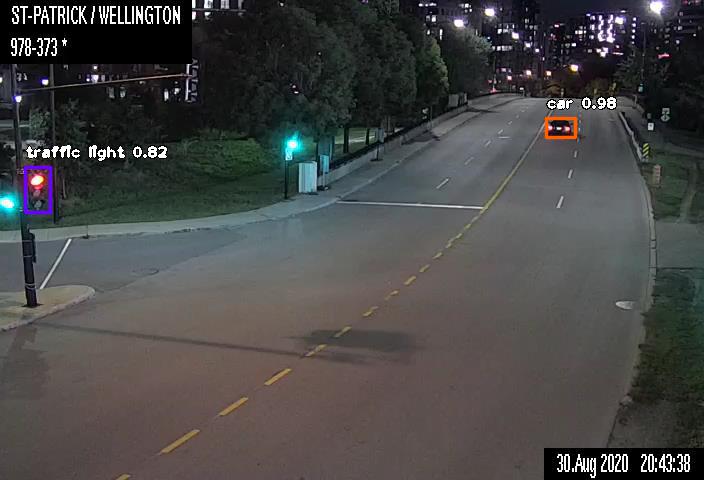 ST-PATRICK / WELLINGTON
978-373 *
car 0.98
traffic light 0.82
30.Aug 2020 20:43:38